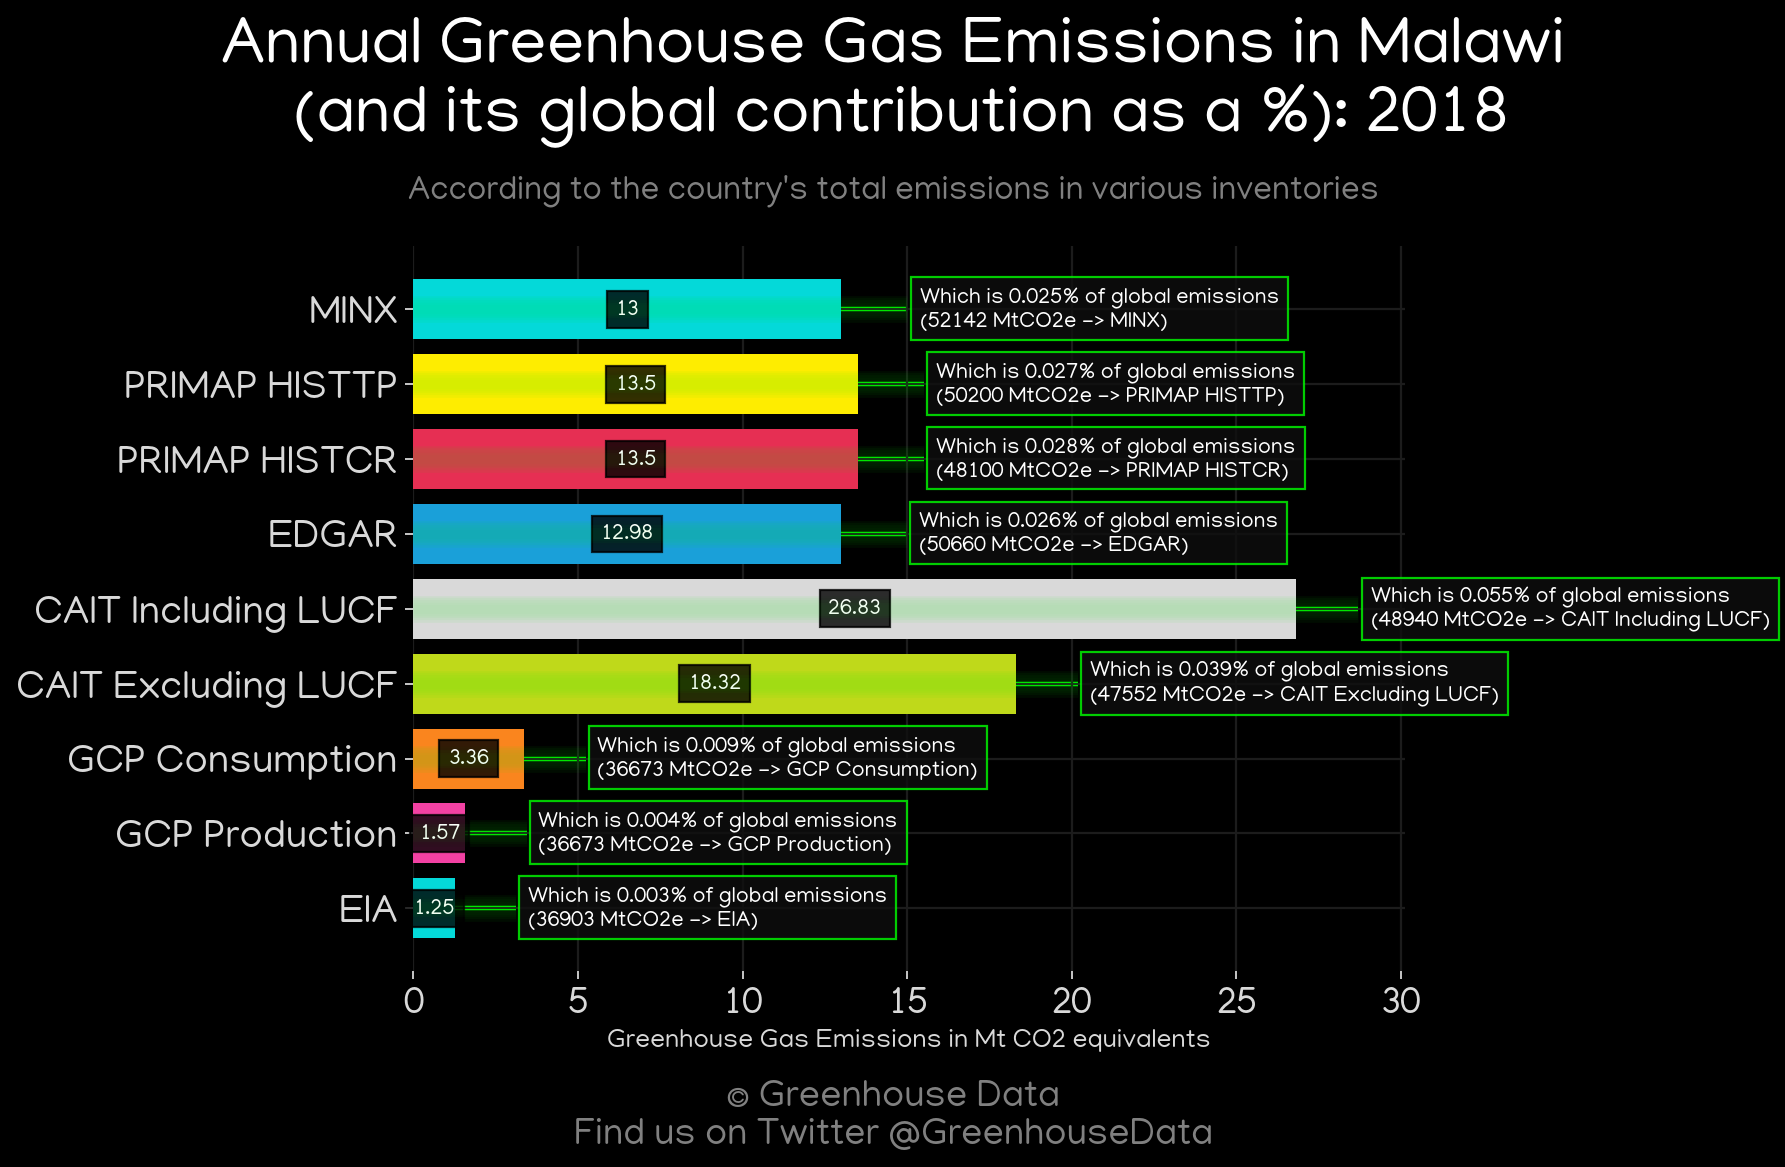 Annual Greenhouse Gas Emissions in Malawi
(and its global contribution as a %): 2018
According to the country's total emissions in various inventories
MINX
13
Which is 0.025% of global emissions
(52142 MtCO2e -> MINX)
PRIMAP HISTTP
13.5
Which is 0.027% of global emissions
(50200 MtCO2e -> PRIMAP HISTTP)
PRIMAP HISTCR
13.5
Which is 0.028% of global emissions
(48100 MtCO2e -> PRIMAP HISTCR)
EDGAR
12.98
Which is 0.026% of global emissions
(50660 MtCO2e -> EDGAR)
CAIT Including LUCF
26.83
Which is 0.055% of global emissions
(48940 MtCO2e -> CAIT Including LUCF)
CAIT Excluding LUCF
18.32
Which is 0.039% of global emissions
(47552 MtCO2e -> CAIT Excluding LUCF)
GCP Consumption
3.36
Which is 0.009% of global emissions
(36673 MtCO2e -> GCP Consumption)
GCP Production
1.57
Which is 0.004% of global emissions
(36673 MtCO2e -> GCP Production)
EIA
1.25
Which is 0.003% of global emissions
(36903 MtCO2e -> EIA)
0 5 10 15 20 25 30
Greenhouse Gas Emissions in Mt CO2 equivalents
© Greenhouse Data
Find us on Twitter @GreenhouseData